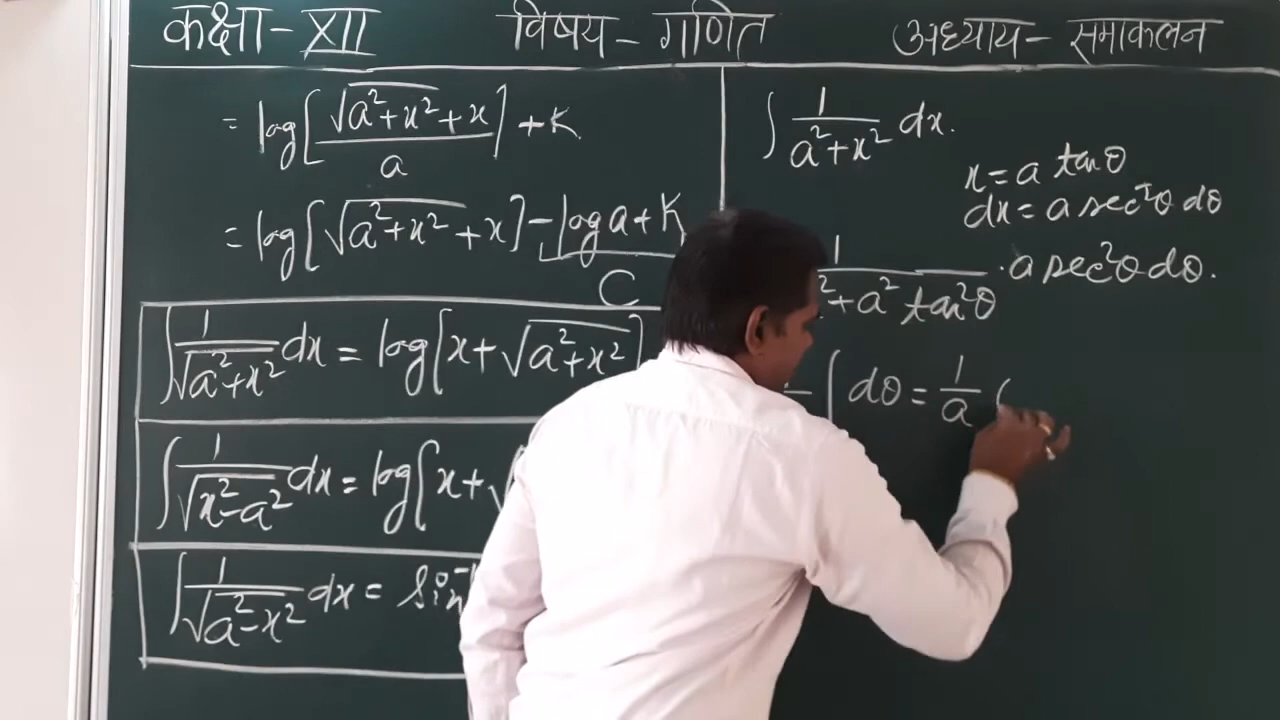 कक्षा- XII विषय - गणित अध्याय - समाकलन
= log[(√a²+x² + x)/a] + K
= log[√a²+x² + x] - log a + K
C
∫ 1/√a²+x² dx = log[x + √a²+x²]
∫ 1/√x²-a² dx = log[x + √
∫ 1/√a²-x² dx = Sin⁻¹
∫ 1/a²+x² dx.
x = a tanθ
dx = a sec²θ dθ
1/²+a² tan²θ · a sec²θ dθ.
∫ dθ = 1/a (